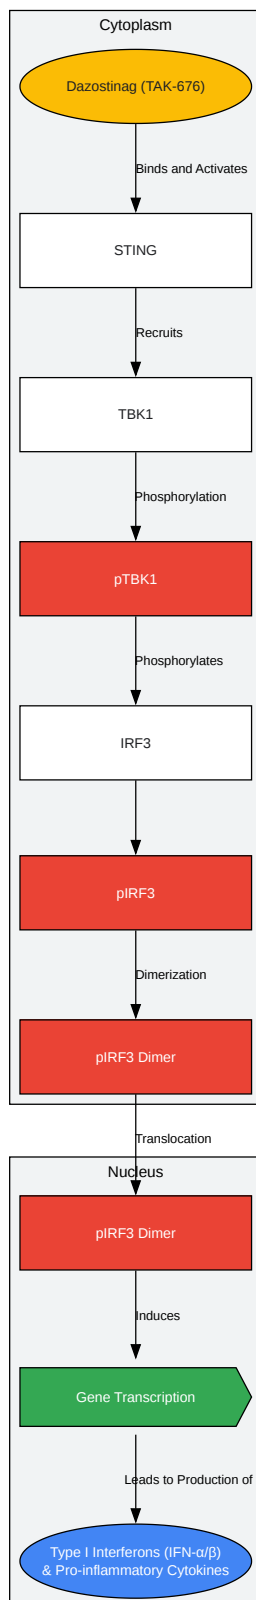 Cytoplasm
Dazostinag (TAK-676)
Binds and Activates
STING
Recruits
TBK1
Phosphorylation
pTBK1
Phosphorylates
IRF3
pIRF3
Dimerization
pIRF3 Dimer
Translocation
Nucleus
pIRF3 Dimer
Induces
Gene Transcription
Leads to Production of
Type I Interferons (IFN-α/β)
& Pro-inflammatory Cytokines